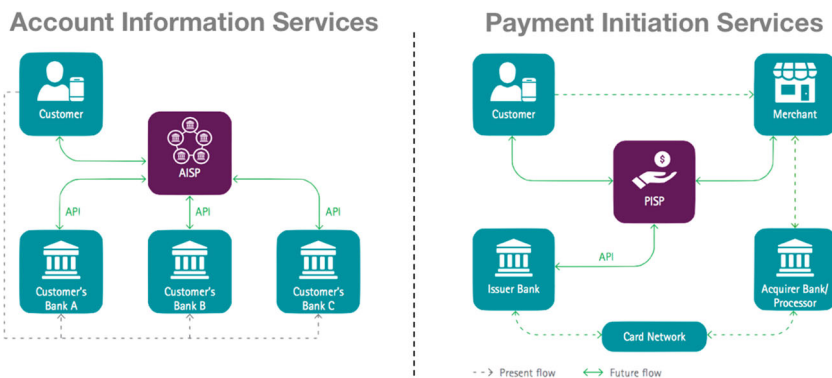 Account Information Services
Customer
AISP
API
API
API
Customer's
Bank A
Customer's
Bank B
Customer's
Bank C
Payment Initiation Services
Customer
Merchant
$
PISP
API
Issuer Bank
Acquirer Bank/
Processor
Card Network
Present flow
Future flow